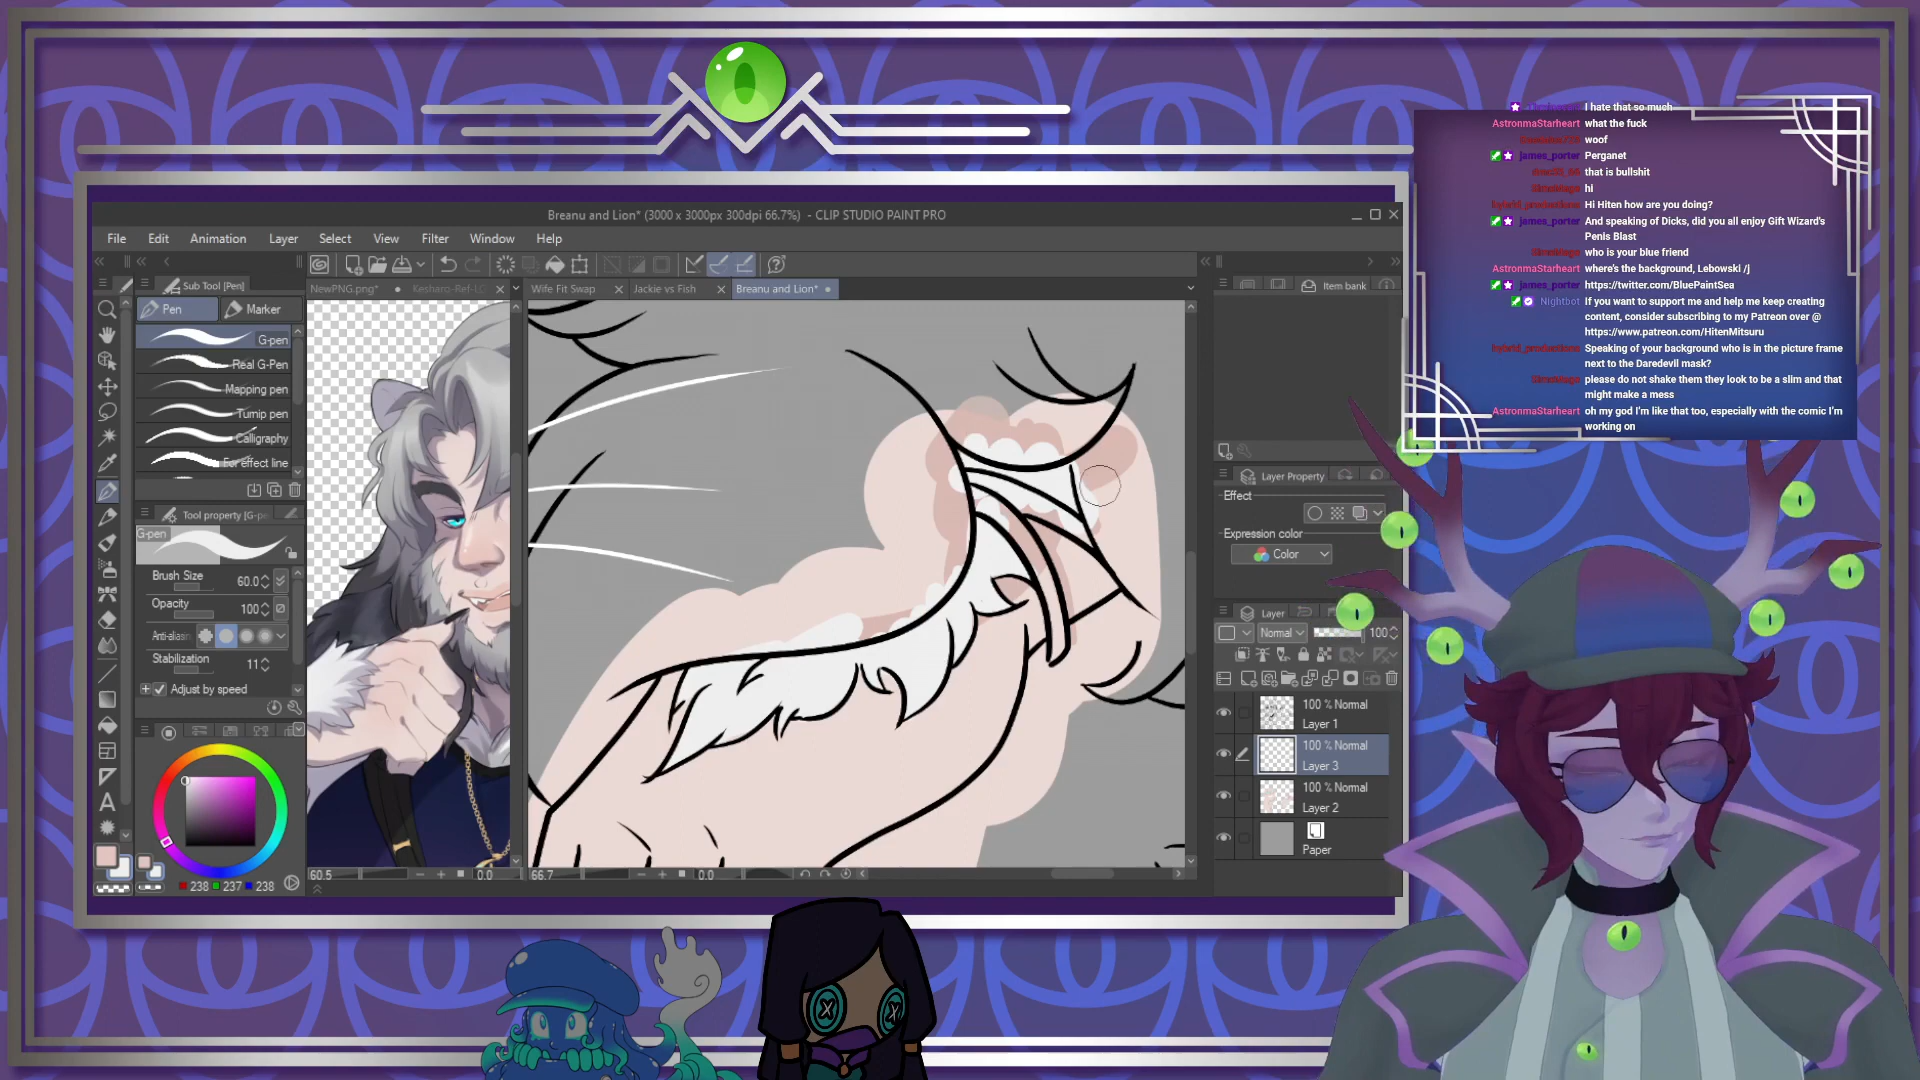 I hate that so much
AstronmaStarheart what the fuck
woof
james_porter Perganet
that is bullshit
hi
hybrid_productions Hi Hiten how are you doing?
james_porter And speaking of Dicks, did you all enjoy Gift Wizard's
Penis Blast
who is your blue friend
AstronmaStarheart where's the background, Lebowski /j
james_porter https://twitter.com/BluePaintSea
Nightbot If you want to support me and help me keep creating
content, consider subscribing to my Patreon over @
https://www.patreon.com/HitenMitsuru
hybrid_productions Speaking of your background who is in the picture frame
next to the Daredevil mask?
please do not shake them they look to be a slim and that
might make a mess
AstronmaStarheart oh my god I'm like that too, especially with the comic I'm
working on
Breanu and Lion* (3000 x 3000px 300dpi 66.7%) - CLIP STUDIO PAINT PRO
File Edit Animation Layer Select View Filter Window Help
Sub Tool [Pen]
NewPNG.png* Kesharo-Ref-LO Wife Fit Swap Jackie vs Fish Breanu and Lion*
Item bank
Pen Marker
G-pen
Real G-Pen
Mapping pen
Turnip pen
Calligraphy
For effect line
Tool property [G-pe
G-pen
Brush Size 60.0
Opacity 100
Anti-aliasing
Stabilization 11
Adjust by speed
238 237 238
60.5 0.0
66.7 0.0
Layer Property
Effect
Expression color
Color
Layer
Normal 100
100 % Normal
Layer 1
100 % Normal
Layer 3
100 % Normal
Layer 2
Paper